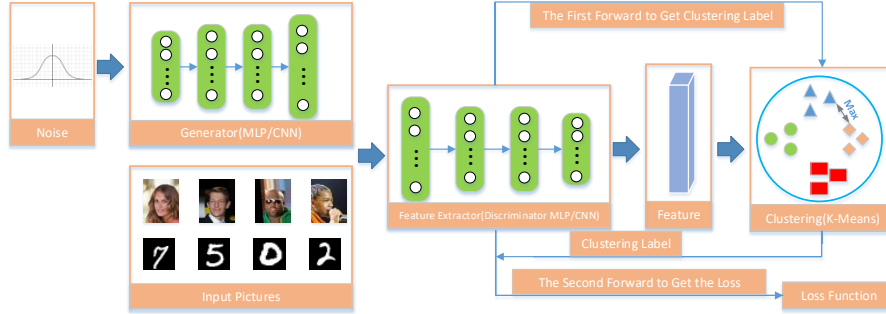 The First Forward to Get Clustering Label
Max
Noise
Generator(MLP/CNN)
Feature Extractor(Discriminator MLP/CNN)
Feature
Clustering(K-Means)
Clustering Label
7 5 0 2
The Second Forward to Get the Loss
Input Pictures
Loss Function